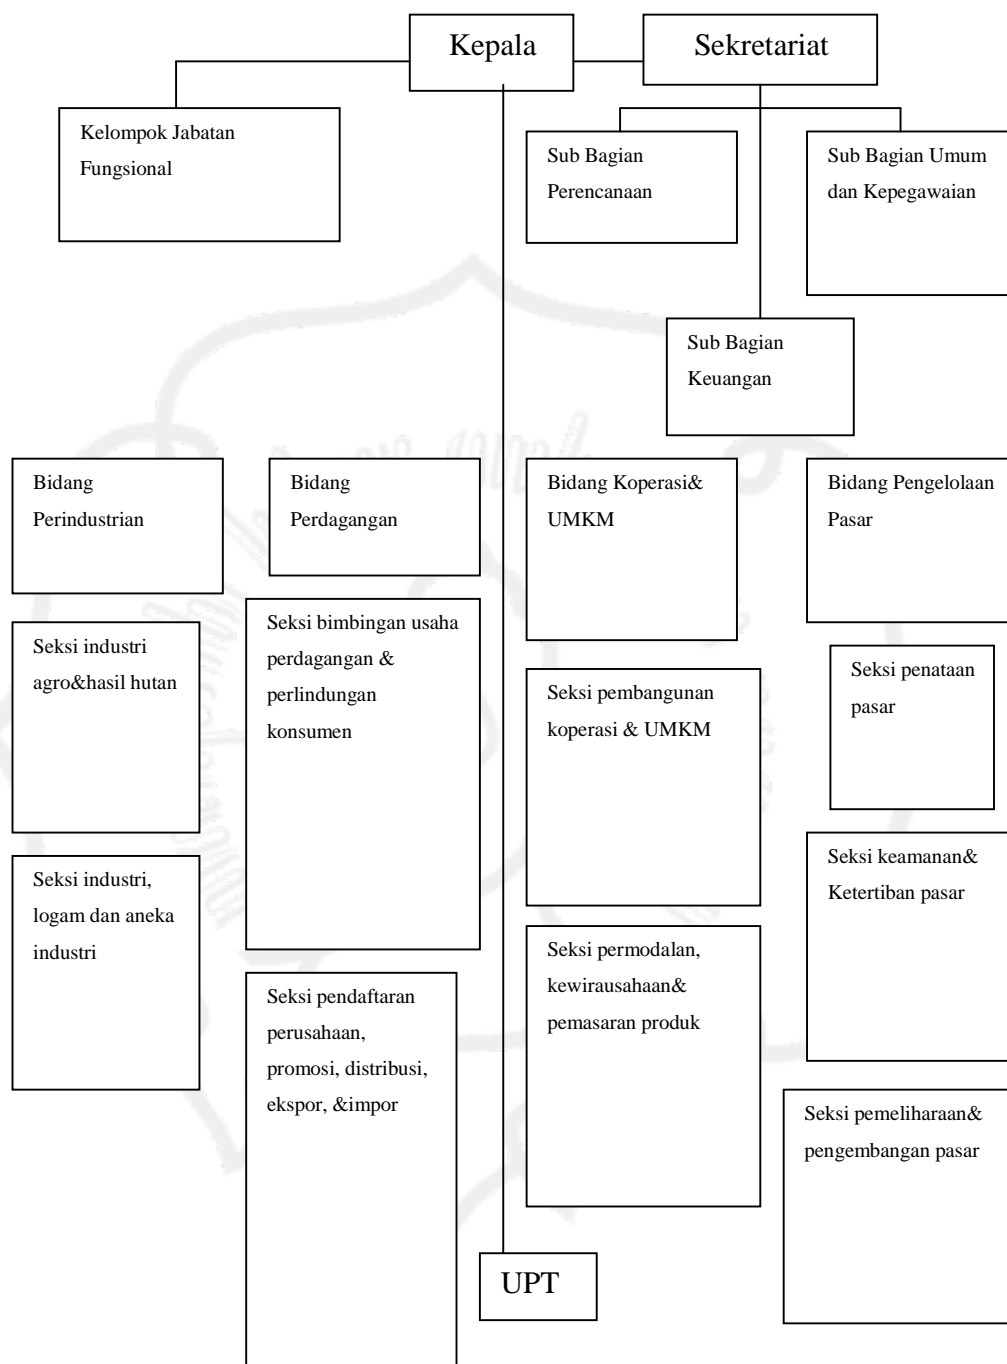 Kepala
Sekretariat
Kelompok Jabatan
Fungsional
Sub Bagian
Perencanaan
Sub Bagian Umum
dan Kepegawaian
Sub Bagian
Keuangan
Bidang
Perindustrian
Bidang
Perdagangan
Bidang Koperasi&
UMKM
Bidang Pengelolaan
Pasar
Seksi industri
agro&hasil hutan
Seksi bimbingan usaha
perdagangan &
perlindungan
konsumen
Seksi pembangunan
koperasi & UMKM
Seksi penataan
pasar
Seksi industri,
logam dan aneka
industri
Seksi keamanan&
Ketertiban pasar
Seksi pendaftaran
perusahaan,
promosi, distribusi,
ekspor, &impor
Seksi permodalan,
kewirausahaan&
pemasaran produk
Seksi pemeliharaan&
pengembangan pasar
UPT